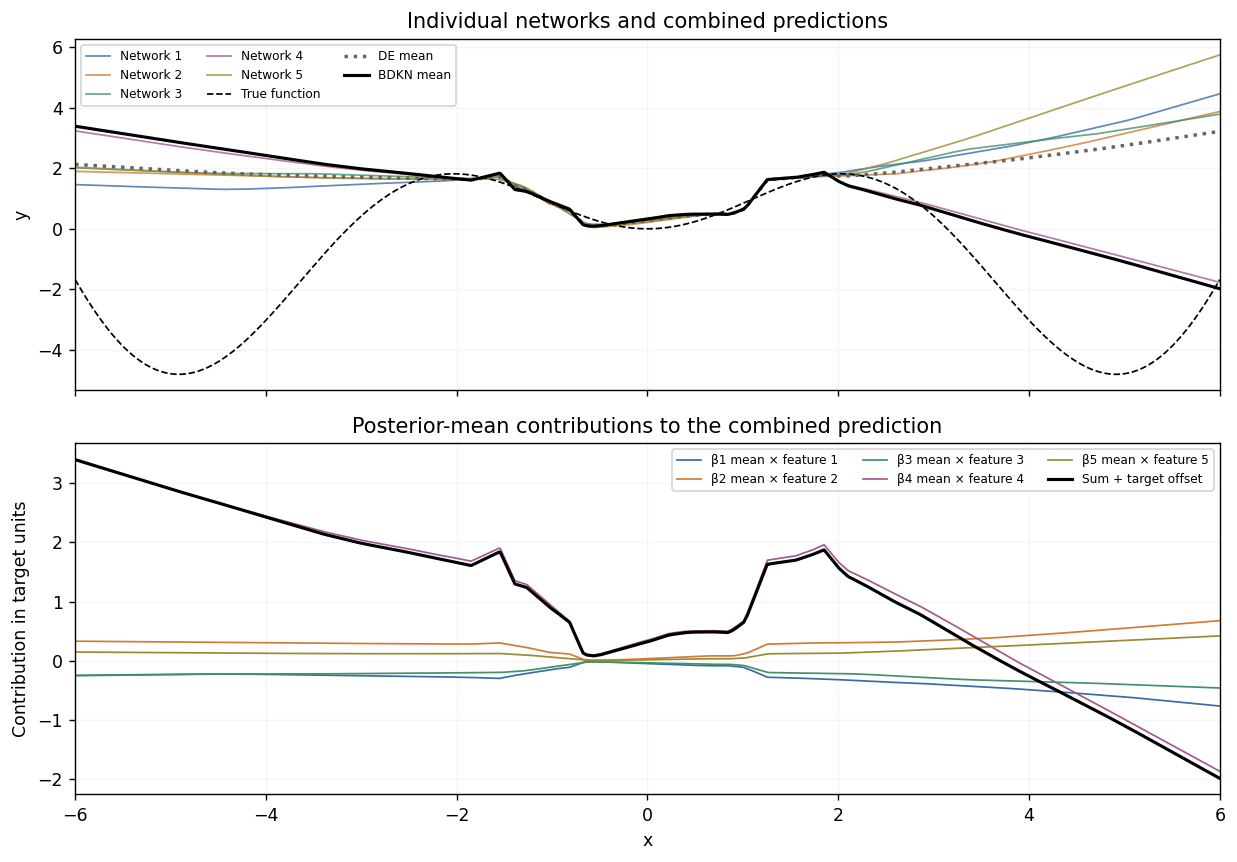 Individual networks and combined predictions
Network 1
Network 2
Network 3
Network 4
Network 5
True function
DE mean
BDKN mean
6
4
2
0
−2
−4
y
Posterior-mean contributions to the combined prediction
β1 mean × feature 1
β2 mean × feature 2
β3 mean × feature 3
β4 mean × feature 4
β5 mean × feature 5
Sum + target offset
3
2
1
0
−1
−2
Contribution in target units
−6
−4
−2
0
2
4
6
x